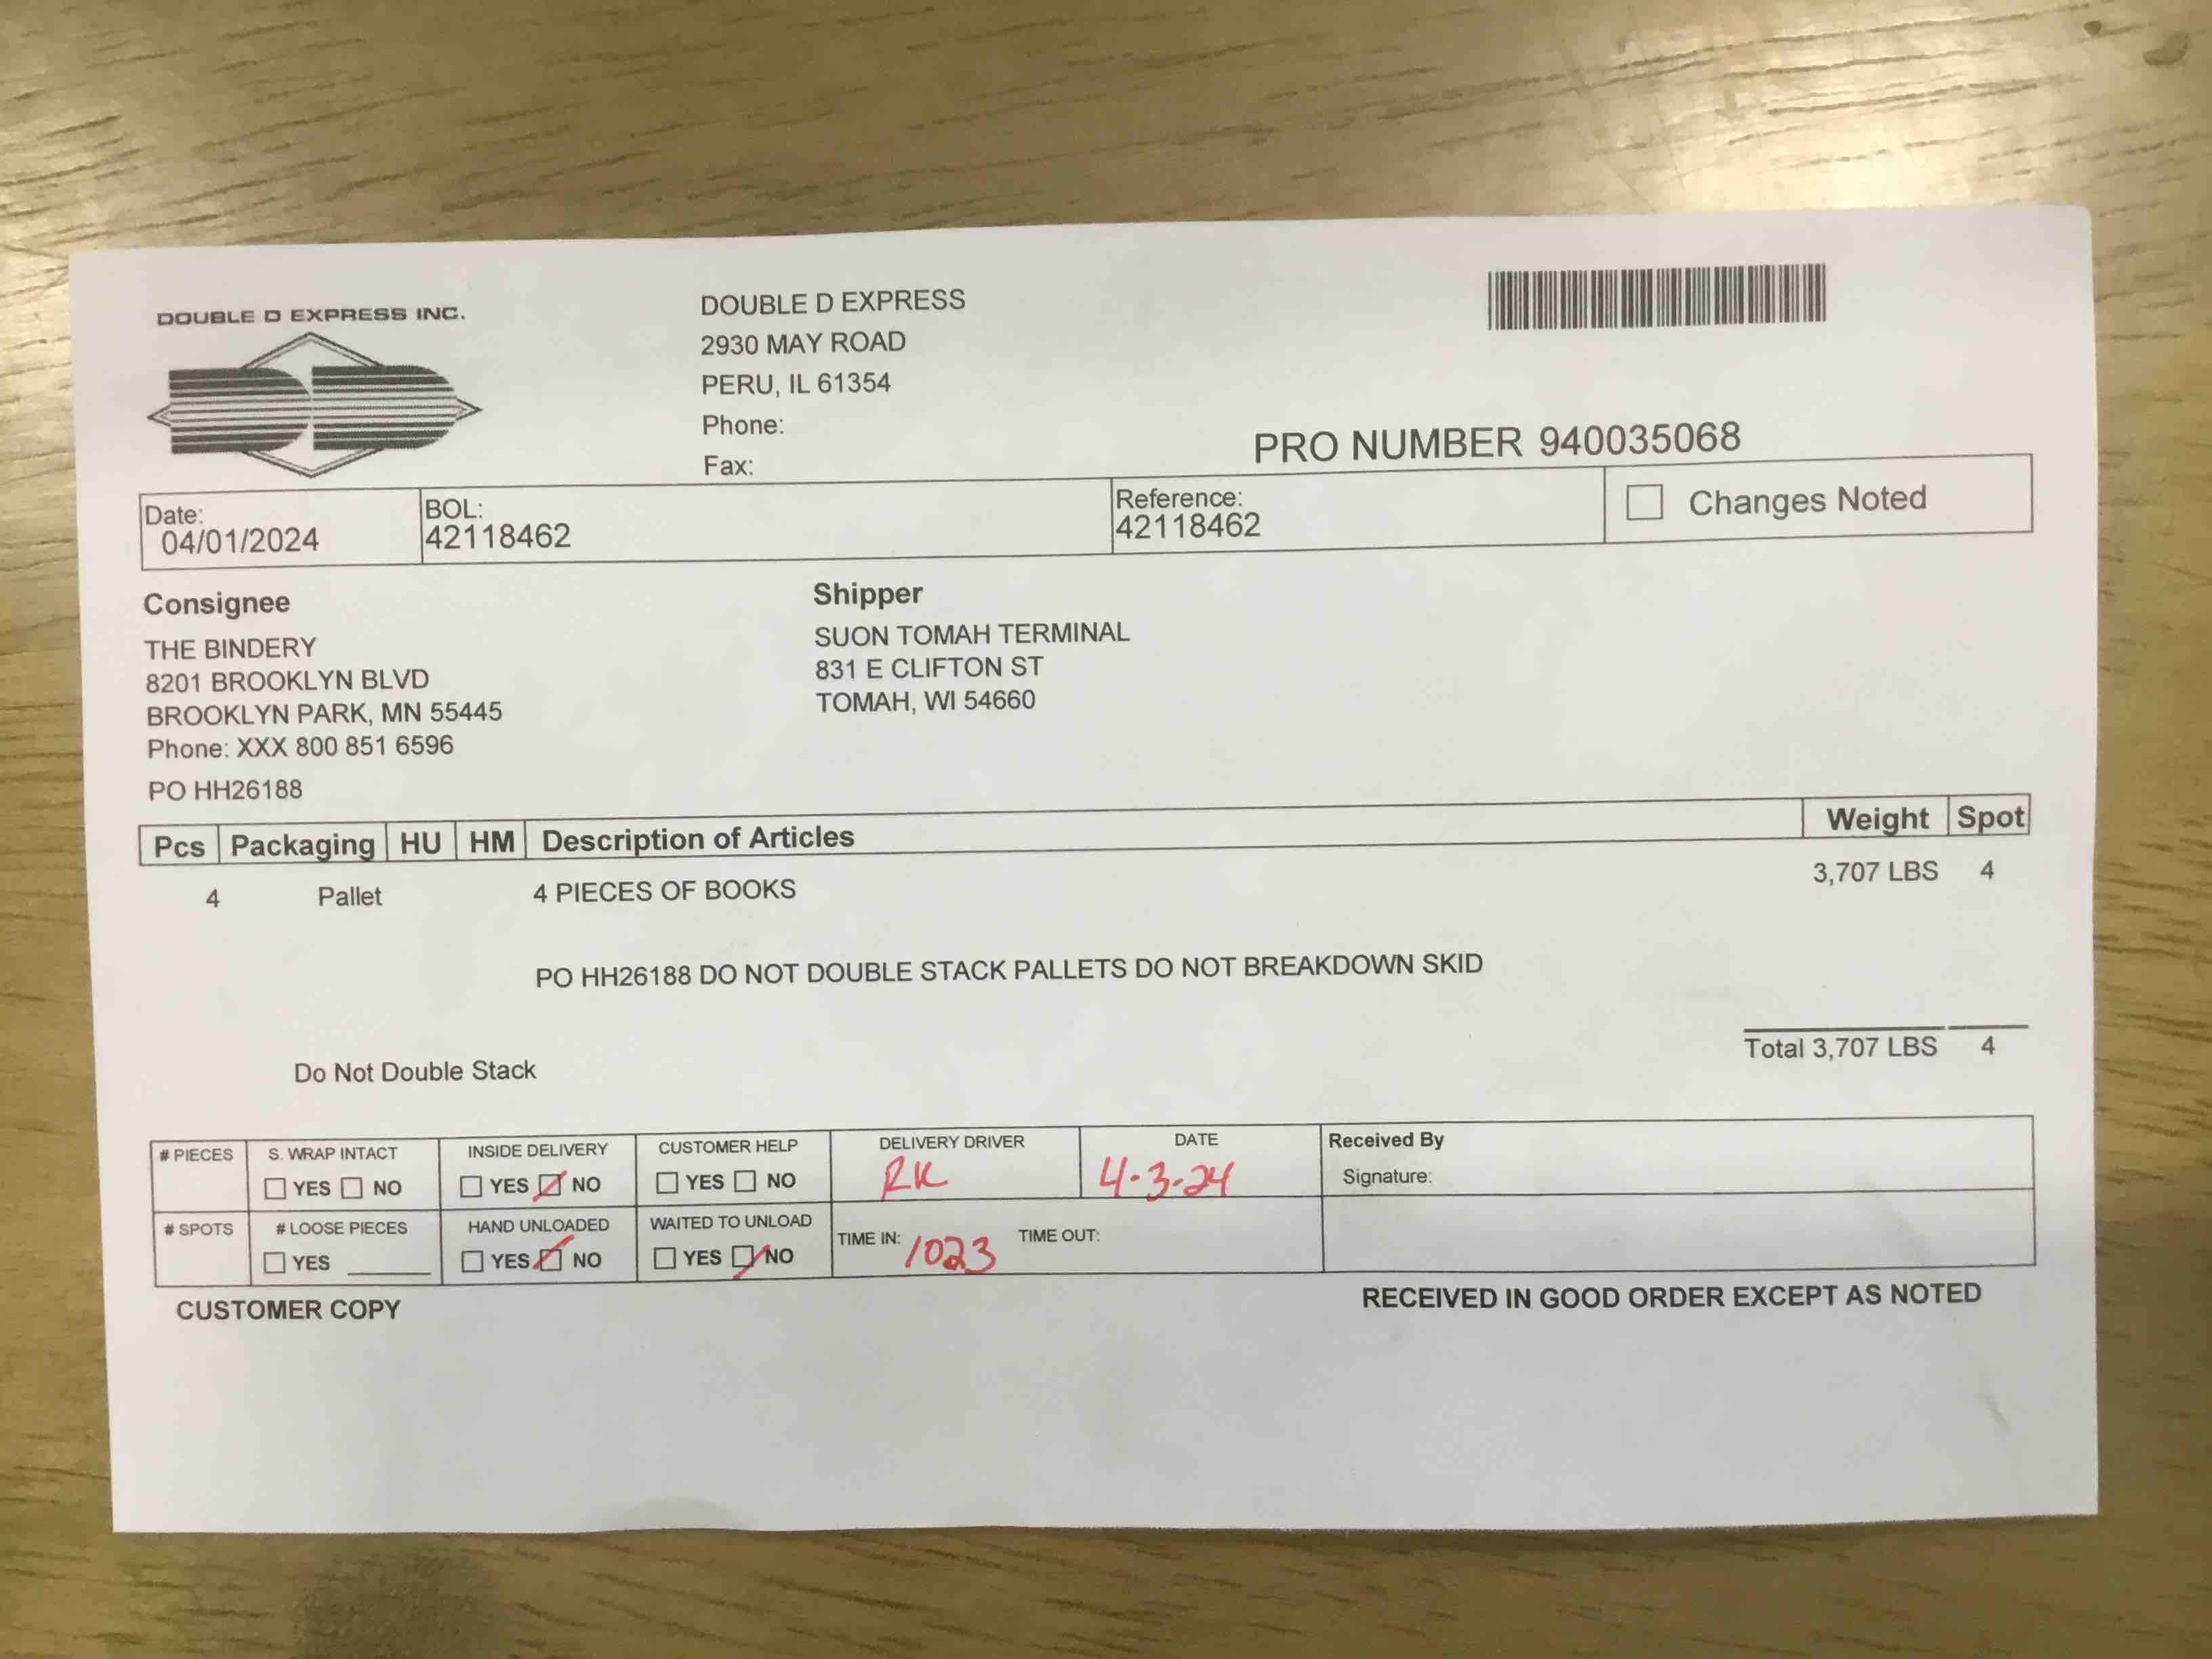 DOUBLE D EXPRESS INC.
DOUBLE D EXPRESS
2930 MAY ROAD
PERU, IL 61354
Phone:
Fax:
PRO NUMBER 940035068
Date:
04/01/2024
BOL:
42118462
Reference:
42118462
Changes Noted
Consignee
THE BINDERY
8201 BROOKLYN BLVD
BROOKLYN PARK, MN 55445
Phone: XXX 800 851 6596
PO HH26188
Shipper
SUON TOMAH TERMINAL
831 E CLIFTON ST
TOMAH, WI 54660
Pcs Packaging HU HM Description of Articles Weight Spot
4 Pallet 4 PIECES OF BOOKS 3,707 LBS 4
PO HH26188 DO NOT DOUBLE STACK PALLETS DO NOT BREAKDOWN SKID
Total 3,707 LBS 4
Do Not Double Stack
# PIECES
S. WRAP INTACT
YES NO
INSIDE DELIVERY
YES NO
CUSTOMER HELP
YES NO
DELIVERY DRIVER
RK
DATE
4-3-24
Received By
Signature:
# SPOTS
# LOOSE PIECES
YES
HAND UNLOADED
YES NO
WAITED TO UNLOAD
YES NO
TIME IN: 1023 TIME OUT:
CUSTOMER COPY
RECEIVED IN GOOD ORDER EXCEPT AS NOTED